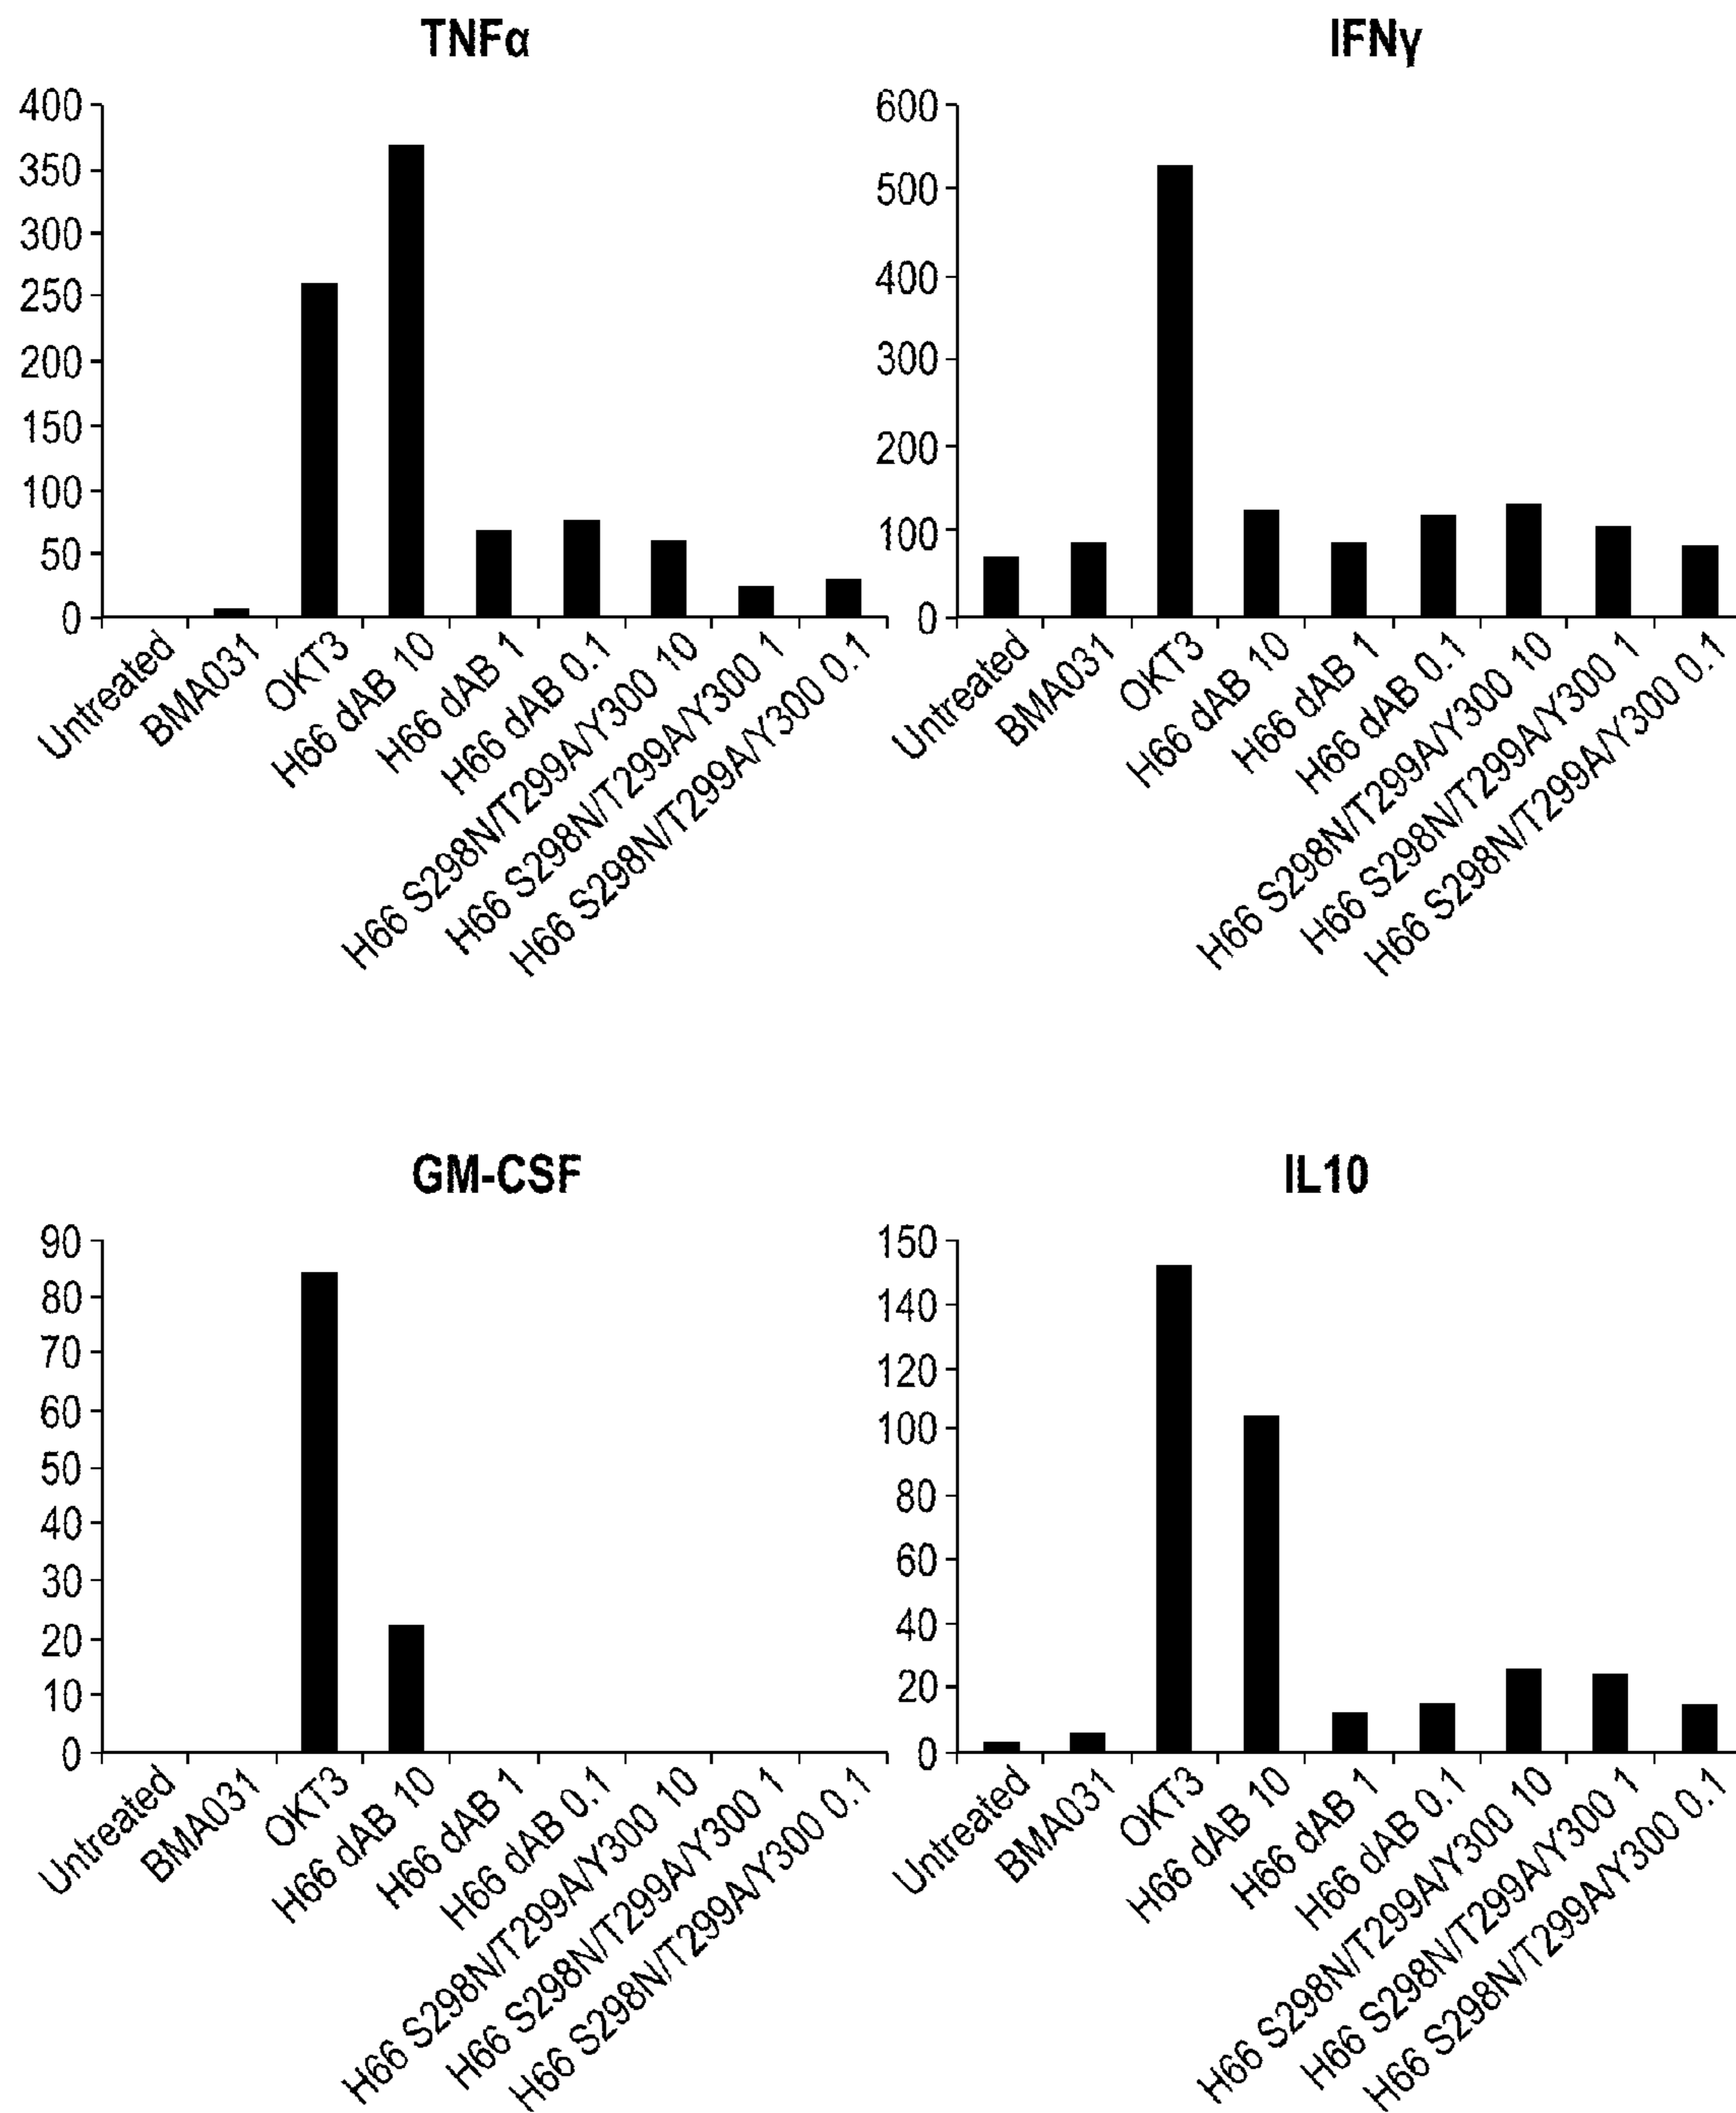 TNFα
400
350
300
250
200
150
100
50
0
Untreated
BMA031
OKT3
H66 dAB 10
H66 dAB 1
H66 dAB 0.1
H66 S298N/T299A/Y300 10
H66 S298N/T299A/Y300 1
H66 S298N/T299A/Y300 0.1
IFNγ
600
500
400
300
200
100
0
Untreated
BMA031
OKT3
H66 dAB 10
H66 dAB 1
H66 dAB 0.1
H66 S298N/T299A/Y300 10
H66 S298N/T299A/Y300 1
H66 S298N/T299A/Y300 0.1
GM-CSF
90
80
70
60
50
40
30
20
10
0
Untreated
BMA031
OKT3
H66 dAB 10
H66 dAB 1
H66 dAB 0.1
H66 S298N/T299A/Y300 10
H66 S298N/T299A/Y300 1
H66 S298N/T299A/Y300 0.1
IL10
150
140
120
100
80
60
40
20
0
Untreated
BMA031
OKT3
H66 dAB 10
H66 dAB 1
H66 dAB 0.1
H66 S298N/T299A/Y300 10
H66 S298N/T299A/Y300 1
H66 S298N/T299A/Y300 0.1